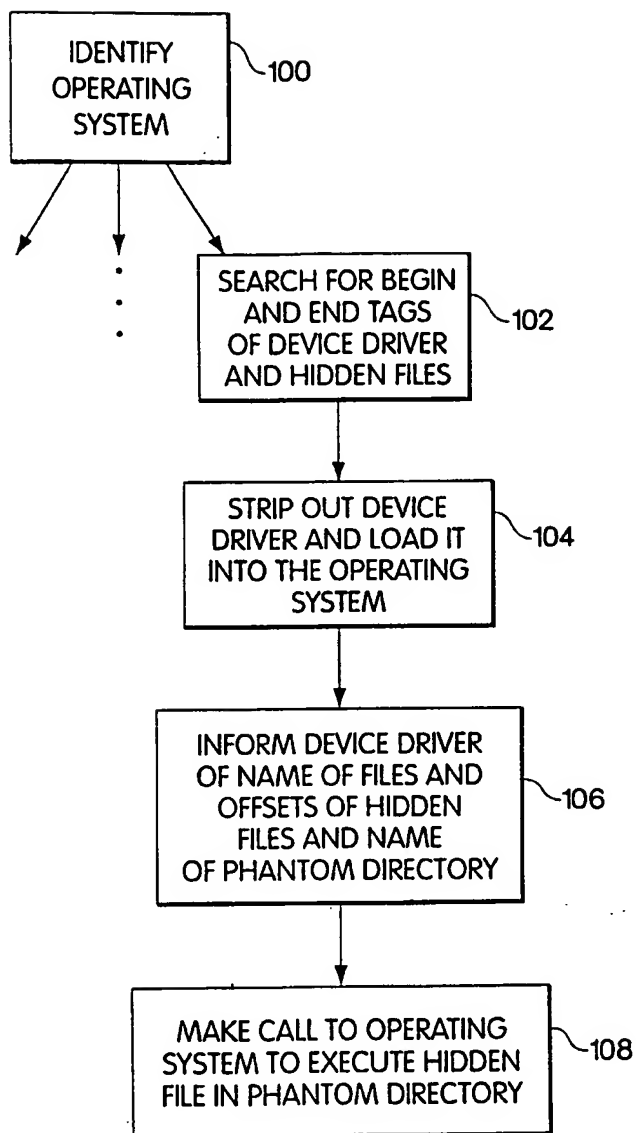 IDENTIFY
OPERATING
SYSTEM
100
SEARCH FOR BEGIN
AND END TAGS
OF DEVICE DRIVER
AND HIDDEN FILES
102
STRIP OUT DEVICE
DRIVER AND LOAD IT
INTO THE OPERATING
SYSTEM
104
INFORM DEVICE DRIVER
OF NAME OF FILES AND
OFFSETS OF HIDDEN
FILES AND NAME
OF PHANTOM DIRECTORY
106
MAKE CALL TO OPERATING
SYSTEM TO EXECUTE HIDDEN
FILE IN PHANTOM DIRECTORY
108